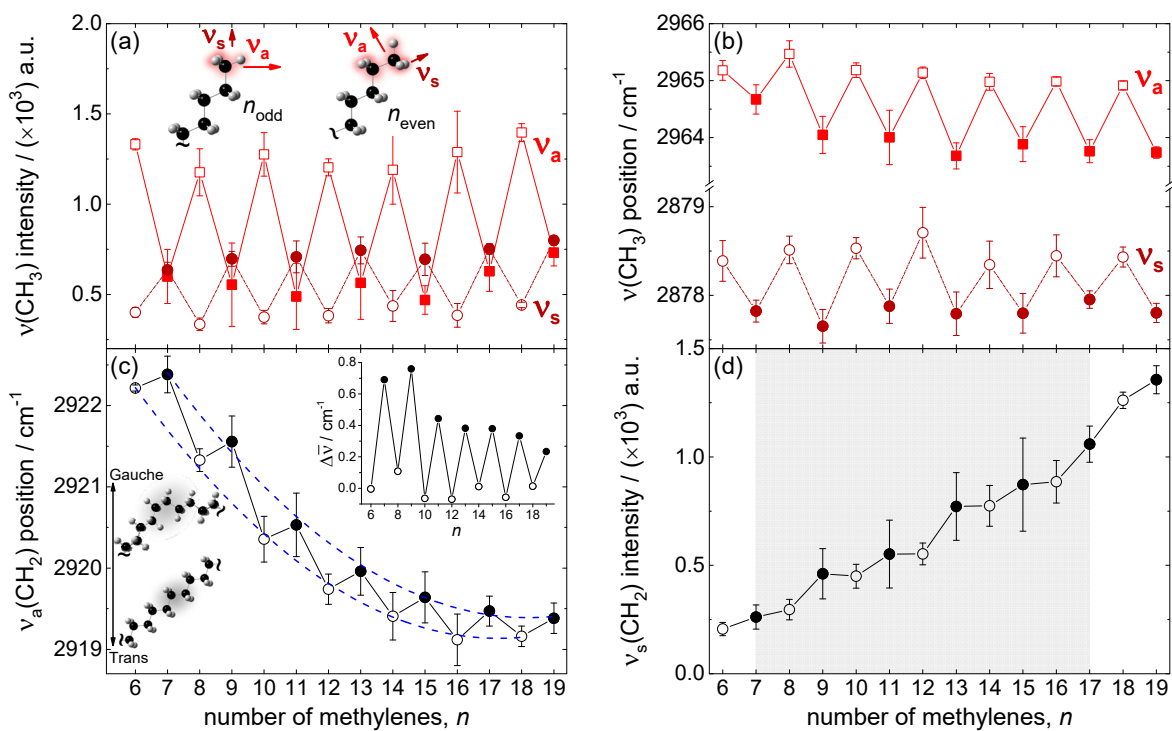 (a)
ν(CH₃) intensity / (×10³) a.u.
2.0
1.5
1.0
0.5
νₛ
νₐ
n_odd
νₐ
νₛ
n_even
νₐ
νₛ
(b)
ν(CH₃) position / cm⁻¹
2966
2965
2964
2879
2878
νₐ
νₛ
(c)
νₐ(CH₂) position / cm⁻¹
2922
2921
2920
2919
Gauche
Trans
~
~
~
~
~
~
Δν̄ / cm⁻¹
0.8
0.6
0.4
0.2
0.0
6 8 10 12 14 16 18
n
6 7 8 9 10 11 12 13 14 15 16 17 18 19
number of methylenes, n
(d)
νₛ(CH₂) intensity / (×10³) a.u.
1.5
1.0
0.5
0.0
6 7 8 9 10 11 12 13 14 15 16 17 18 19
number of methylenes, n